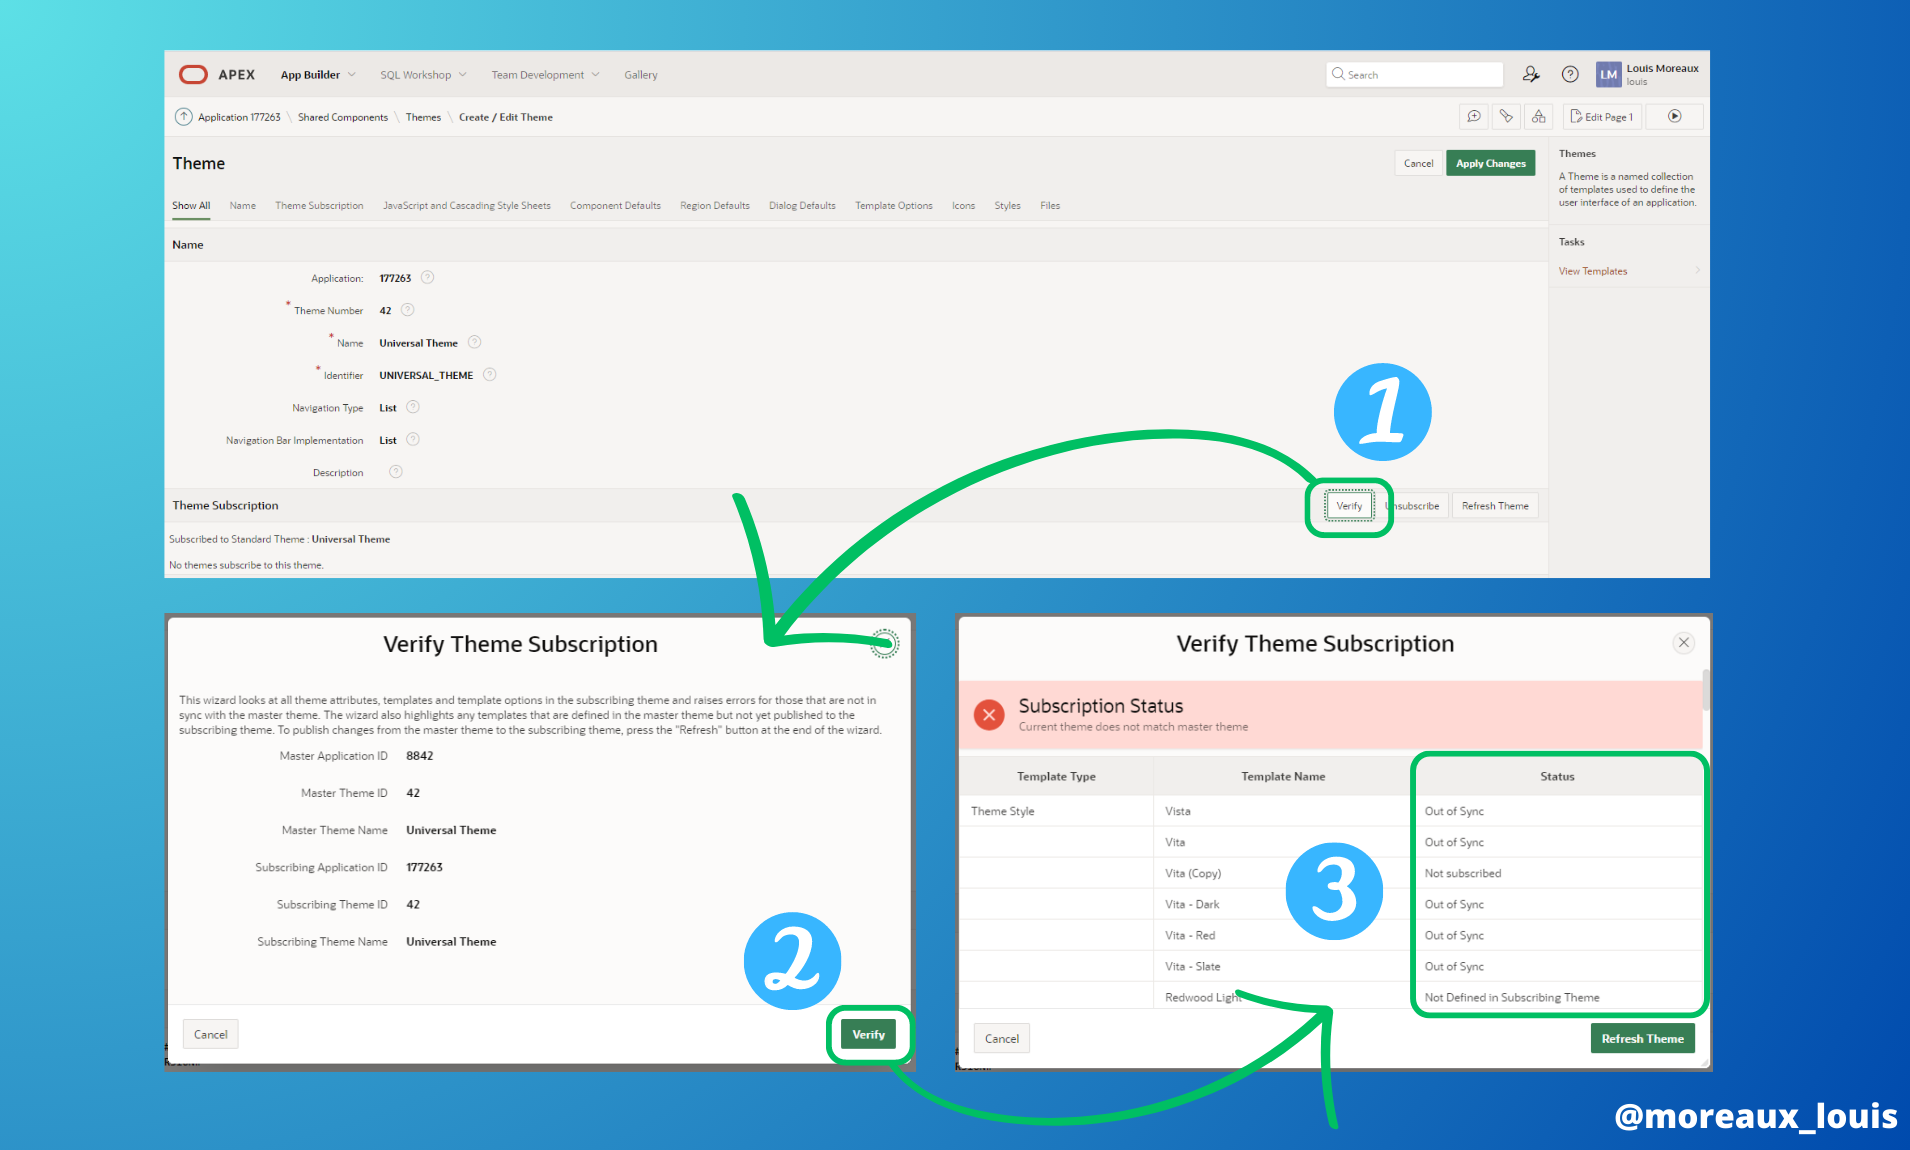 APEX App Builder SQL Workshop Team Development Gallery Search LM Louis Moreaux
louis
Application 177263 \ Shared Components \ Themes \ Create / Edit Theme Edit Page 1
Theme Cancel Apply Changes
Show All Name Theme Subscription JavaScript and Cascading Style Sheets Component Defaults Region Defaults Dialog Defaults Template Options Icons Styles Files
Name
Application: 177263
* Theme Number 42
* Name Universal Theme
* Identifier UNIVERSAL_THEME
Navigation Type List
Navigation Bar Implementation List
Description
Theme Subscription Verify Unsubscribe Refresh Theme
Subscribed to Standard Theme : Universal Theme
No themes subscribe to this theme.
Themes
A Theme is a named collection
of templates used to define the
user interface of an application.
Tasks
View Templates
1
Verify Theme Subscription
This wizard looks at all theme attributes, templates and template options in the subscribing theme and raises errors for those that are not in
sync with the master theme. The wizard also highlights any templates that are defined in the master theme but not yet published to the
subscribing theme. To publish changes from the master theme to the subscribing theme, press the "Refresh" button at the end of the wizard.
Master Application ID 8842
Master Theme ID 42
Master Theme Name Universal Theme
Subscribing Application ID 177263
Subscribing Theme ID 42
Subscribing Theme Name Universal Theme
2
Cancel Verify
Verify Theme Subscription
Subscription Status
Current theme does not match master theme
Template Type Template Name Status
Theme Style Vista Out of Sync
Vita Out of Sync
Vita (Copy) Not subscribed
Vita - Dark Out of Sync
Vita - Red Out of Sync
Vita - Slate Out of Sync
Redwood Light Not Defined in Subscribing Theme
3
Cancel Refresh Theme
@moreaux_louis